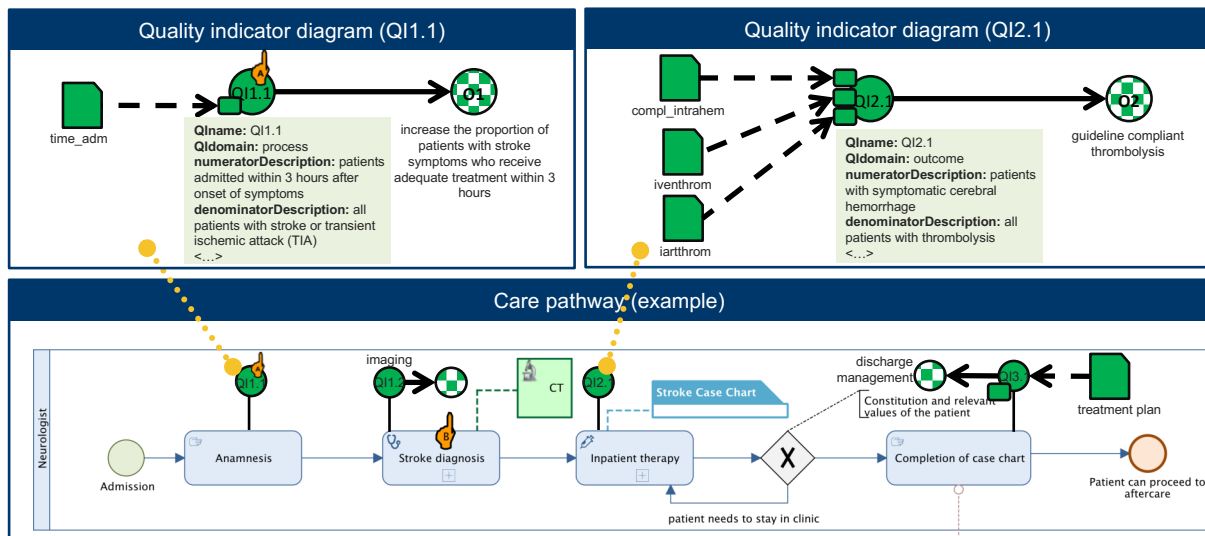 Quality indicator diagram (QI1.1)
A
QI1.1
O1
time_adm
QIname: QI1.1
QIdomain: process
numeratorDescription: patients
admitted within 3 hours after
onset of symptoms
denominatorDescription: all
patients with stroke or transient
ischemic attack (TIA)
<...>
increase the proportion of
patients with stroke
symptoms who receive
adequate treatment within 3
hours
Quality indicator diagram (QI2.1)
compl_intrahem
iventhrom
iartthrom
QI2.1
O2
QIname: QI2.1
QIdomain: outcome
numeratorDescription: patients
with symptomatic cerebral
hemorrhage
denominatorDescription: all
patients with thrombolysis
<...>
guideline compliant
thrombolysis
Care pathway (example)
Neurologist
Admission
A
QI1.1
Anamnesis
imaging
QI1.2
B
Stroke diagnosis
CT
QI2.1
Stroke Case Chart
Inpatient therapy
X
patient needs to stay in clinic
discharge
management
Constitution and relevant
values of the patient
QI3.1
treatment plan
Completion of case chart
Patient can proceed to
aftercare